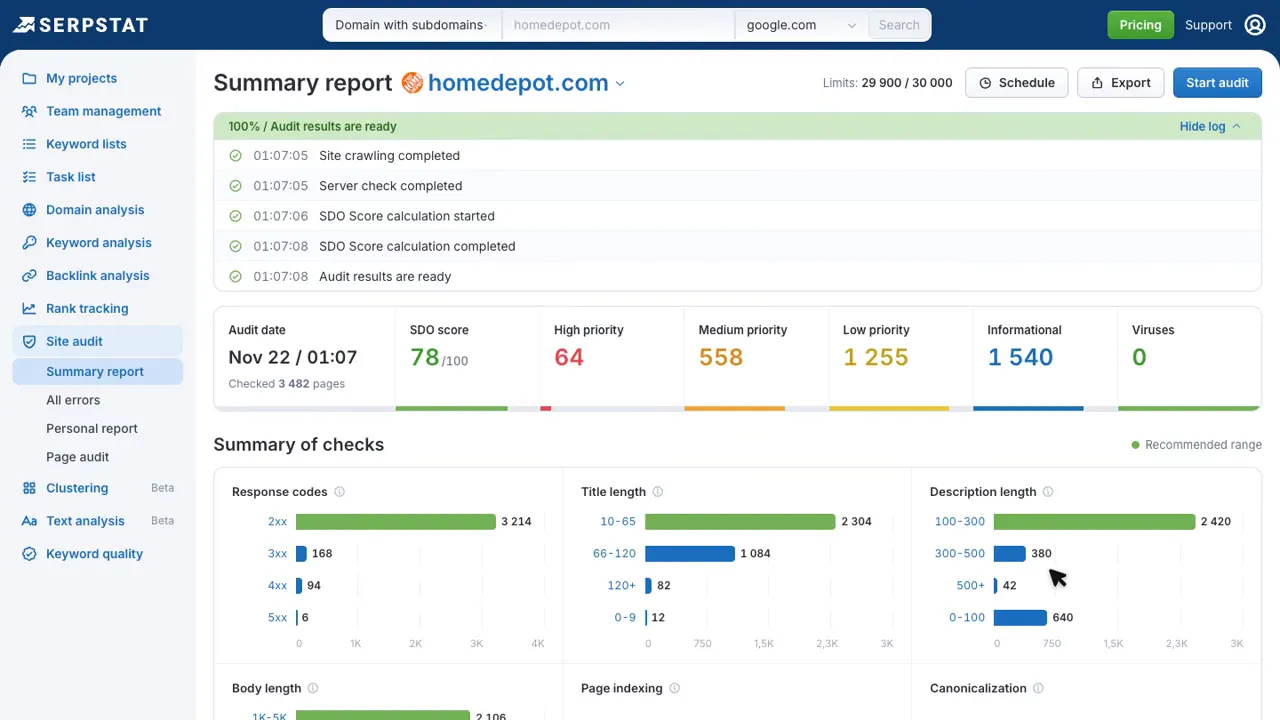 SERPSTAT
Domain with subdomains
homedepot.com
google.com
Search
Pricing
Support
My projects
Team management
Keyword lists
Task list
Domain analysis
Keyword analysis
Backlink analysis
Rank tracking
Site audit
Summary report
All errors
Personal report
Page audit
Clustering Beta
Text analysis Beta
Keyword quality
Summary report homedepot.com
Limits: 29 900 / 30 000
Schedule
Export
Start audit
100% / Audit results are ready
Hide log
01:07:05 Site crawling completed
01:07:05 Server check completed
01:07:06 SDO Score calculation started
01:07:08 SDO Score calculation completed
01:07:08 Audit results are ready
Audit date
Nov 22 / 01:07
Checked 3 482 pages
SDO score
78/100
High priority
64
Medium priority
558
Low priority
1 255
Informational
1 540
Viruses
0
Summary of checks
Recommended range
Response codes
2xx 3 214
3xx 168
4xx 94
5xx 6
0 1K 2K 3K 4K
Title length
10-65 2 304
66-120 1 084
120+ 82
0-9 12
0 750 1,5K 2,3K 3K
Description length
100-300 2 420
300-500 380
500+ 42
0-100 640
0 750 1,5K 2,3K 3K
Body length
1K-5K 2 106
Page indexing
Canonicalization